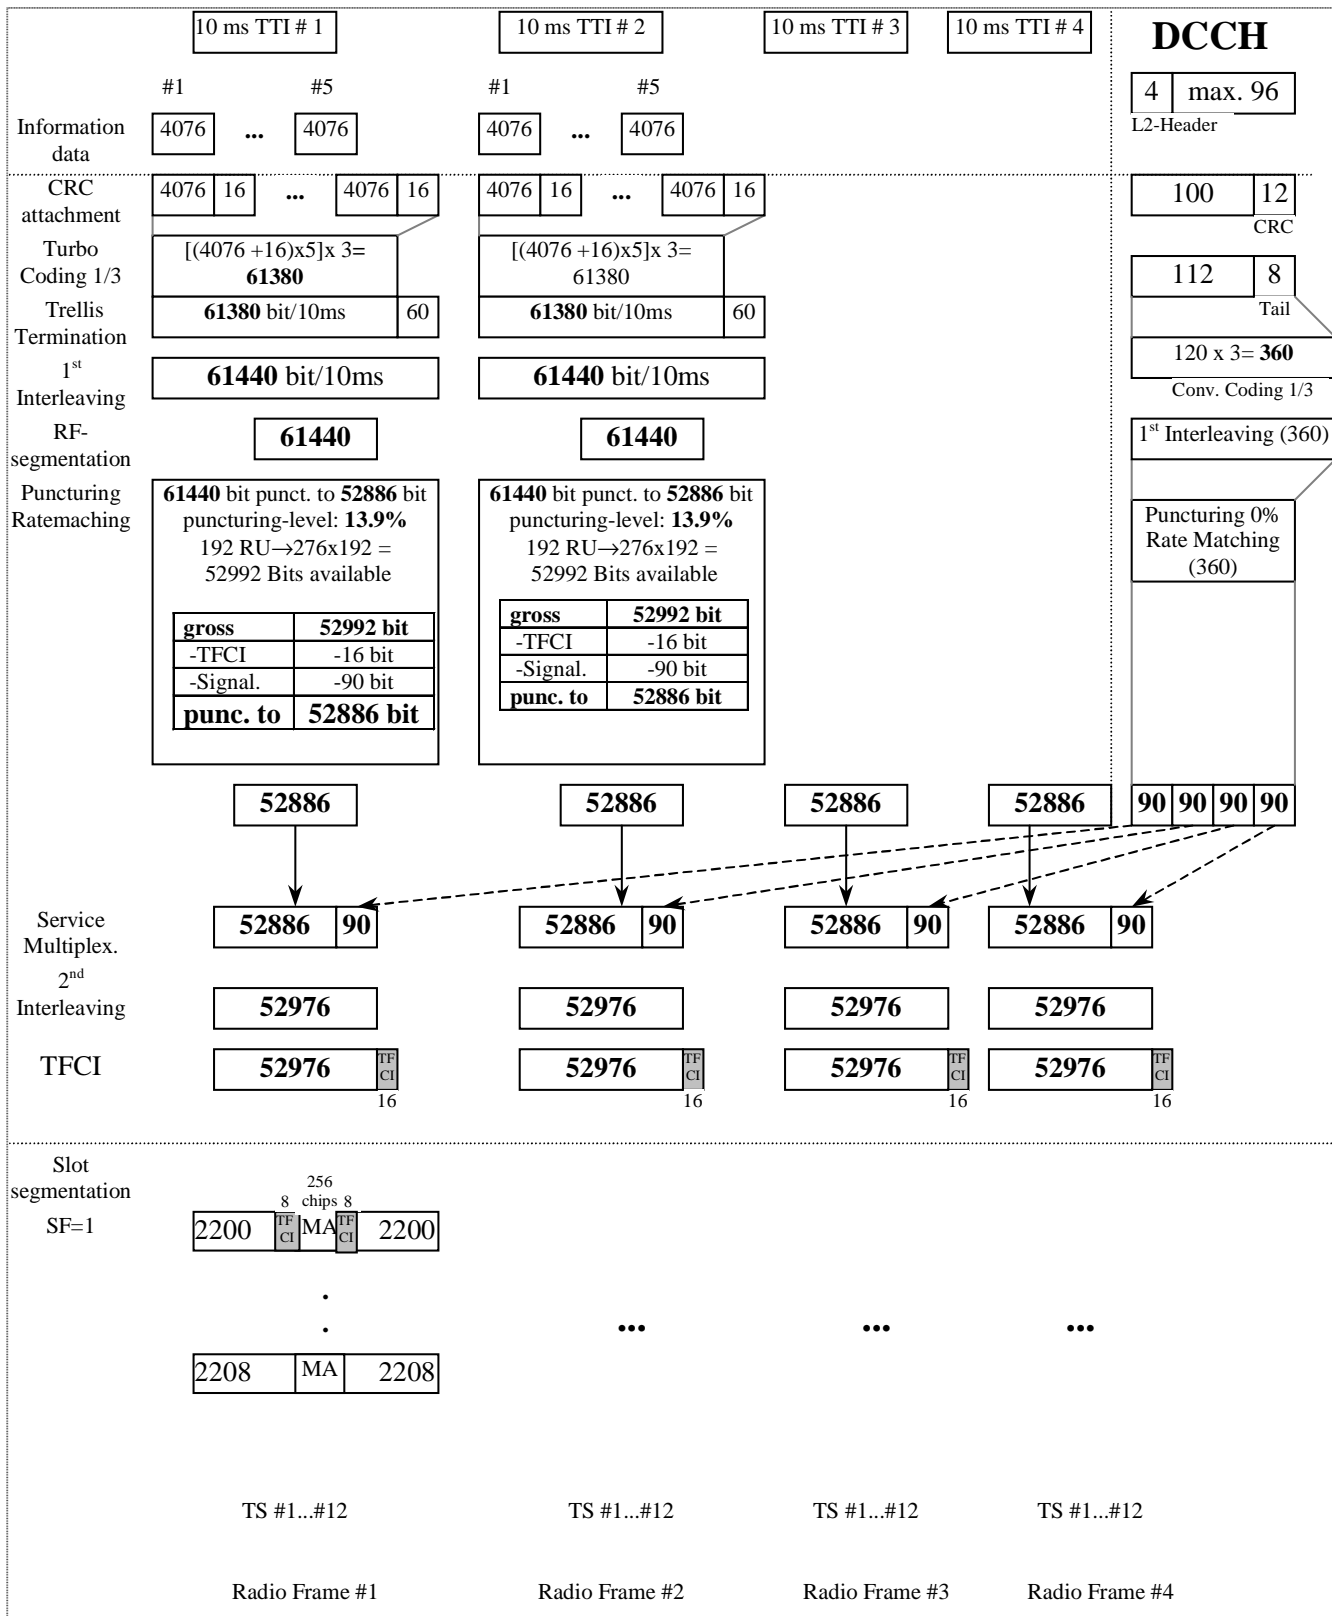 10 ms TTI # 1 10 ms TTI # 2 10 ms TTI # 3 10 ms TTI # 4 DCCH
#1 #5 #1 #5
4 max. 96
L2-Header
Information
data
4076 ... 4076 4076 ... 4076
CRC
attachment
4076 16 ... 4076 16 4076 16 ... 4076 16
100 12
CRC
Turbo
Coding 1/3
[(4076 +16)x5]x 3=
61380
[(4076 +16)x5]x 3=
61380
112 8
Tail
Trellis
Termination
61380 bit/10ms 60 61380 bit/10ms 60
120 x 3= 360
Conv. Coding 1/3
1st
Interleaving
61440 bit/10ms 61440 bit/10ms
RF-
segmentation
61440 61440
1st Interleaving (360)
Puncturing
Ratemaching
61440 bit punct. to 52886 bit
puncturing-level: 13.9%
192 RU→276x192 =
52992 Bits available
gross 52992 bit
-TFCI -16 bit
-Signal. -90 bit
punc. to 52886 bit
61440 bit punct. to 52886 bit
puncturing-level: 13.9%
192 RU→276x192 =
52992 Bits available
gross 52992 bit
-TFCI -16 bit
-Signal. -90 bit
punc. to 52886 bit
Puncturing 0%
Rate Matching
(360)
52886 52886 52886 52886 90 90 90 90
Service
Multiplex.
52886 90 52886 90 52886 90 52886 90
2nd
Interleaving
52976 52976 52976 52976
TFCI
52976 TF CI 52976 TF CI 52976 TF CI 52976 TF CI
16 16 16 16
Slot
segmentation
SF=1
256
8 chips 8
2200 TF CI MA TF CI 2200
.
. ... ... ...
2208 MA 2208
TS #1...#12 TS #1...#12 TS #1...#12 TS #1...#12
Radio Frame #1 Radio Frame #2 Radio Frame #3 Radio Frame #4